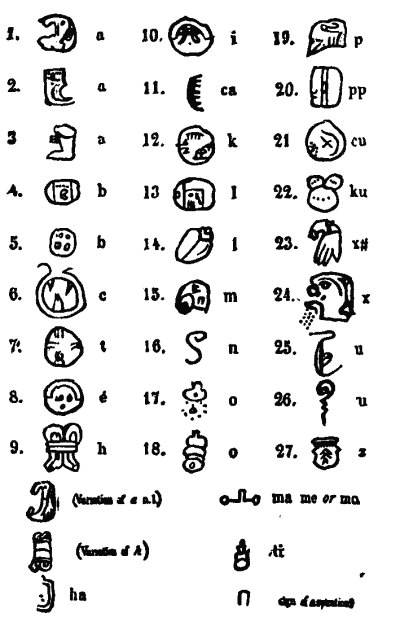 1. a
2. a
3 a
4. b
5. b
6. c
7. t
8. é
9. h
10. i
11. ca
12. k
13 l
14. l
15. m
16. n
17. o
18. o
19. p
20. pp
21 cu
22. ku
23. x
24. x
25. u
26. u
27. z
(Variation of a n.1)
ma me or mo
(Variation of h)
ti
ha
sign of aspiration